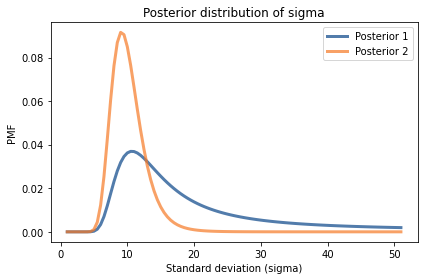 Posterior distribution of sigma
Posterior 1
Posterior 2
PMF
0.08
0.06
0.04
0.02
0.00
0 10 20 30 40 50
Standard deviation (sigma)